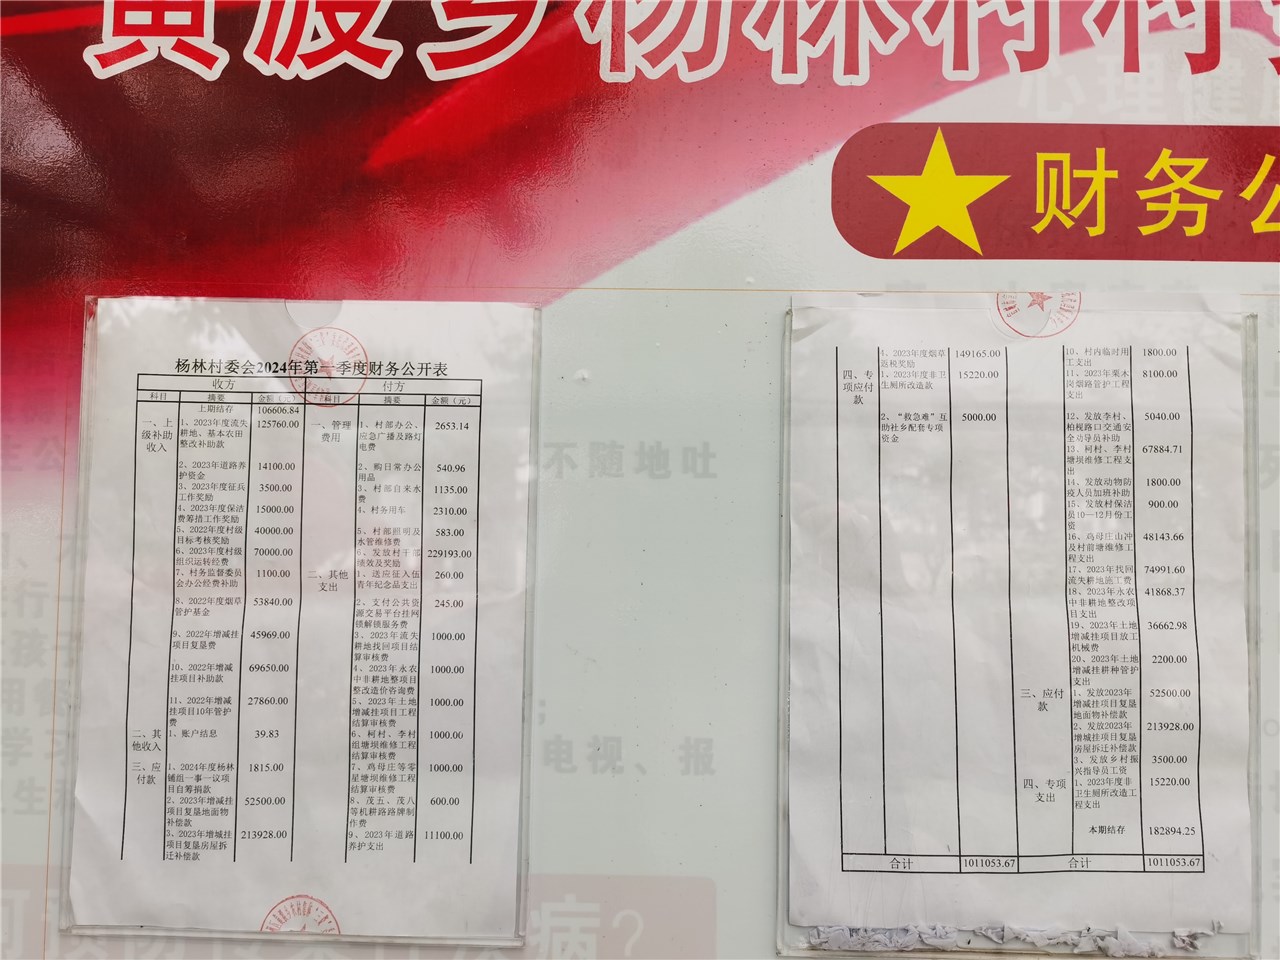 黄陂乡杨林村村
财务公
杨林村委会2024年第一季度财务公开表
收方 付方
科目 摘要 金额（元） 科目 摘要 金额（元）
上期结存 106606.84
一、上级补助收入
1、2023年度流失耕地、基本农田整改补助款 125760.00
2、2023年道路养护资金 14100.00
3、2023年度征兵工作奖励 3500.00
4、2023年度保洁费筹措工作奖励 15000.00
5、2022年度村级目标考核奖励 40000.00
6、2023年度村级组织运转经费 70000.00
7、村务监督委员会办公经费补助 1100.00
8、2022年度烟草管护基金 53840.00
9、2022年增减挂项目复垦费 45969.00
10、2022年增减挂项目补助款 69650.00
11、2022年增减挂项目10年管护费 27860.00
二、其他收入
1、账户结息 39.83
三、应付款
1、2024年度杨林铺组一事一议项目自筹捐款 1815.00
2、2023年增减挂项目复垦地面物补偿款 52500.00
3、2023年增城挂项目复垦房屋拆迁补偿款 213928.00
一、管理费用
1、村部办公、应急广播及路灯电费 2653.14
2、购日常办公用品 540.96
3、村部自来水费 1135.00
4、村务用车 2310.00
5、村部照明及水管维修费 583.00
6、发放村干部绩效及奖励 229193.00
二、其他支出
1、送应征入伍青年纪念品支出 260.00
2、支付公共资源交易平台挂网锁解锁服务费 245.00
3、2023年流失耕地找回项目结算审核费 1000.00
4、2023年永农中非耕地整项目整改造价咨询费 1000.00
5、2023年土地增减挂项目工程结算审核费 1000.00
6、柯村、李村组塘坝维修工程结算审核费 1000.00
7、鸡母庄等零星塘坝维修工程结算审核费 1000.00
8、茂五、茂八等机耕路路牌制作费 600.00
9、2023年道路养护支出 11100.00
4、2023年度烟草返税奖励 149165.00
四、专项应付款
1、2023年度非卫生厕所改造款 15220.00
2、“救急难”互助社乡配套专项资金 5000.00
10、村内临时用工支出 1800.00
11、2023年栗木岗烟路管护工程支出 8100.00
12、发放李村、柏枧路口交通安全劝导员补助 5040.00
13、柯村、李村塘坝维修工程支出 67884.71
14、发放动物防疫人员加班补助 1800.00
15、发放村保洁员10—12月份工资 900.00
16、鸡母庄山冲及村前塘维修工程支出 48143.66
17、2023年找回流失耕地施工费 74991.60
18、2023年永农中非耕地整改项目支出 41868.37
19、2023年土地增减挂项目放工机械费 36662.98
20、2023年土地增减挂耕种管护支出 2200.00
三、应付款
1、发放2023年增减挂项目复垦地面物补偿款 52500.00
2、发放2023年增城挂项目复垦房屋拆迁补偿款 213928.00
3、发放乡村振兴指导员工资 3500.00
四、专项支出
1、2023年度非卫生厕所改造工程支出 15220.00
本期结存 182894.25
合计 1011053.67 合计 1011053.67
不随地吐
电视、报
病？